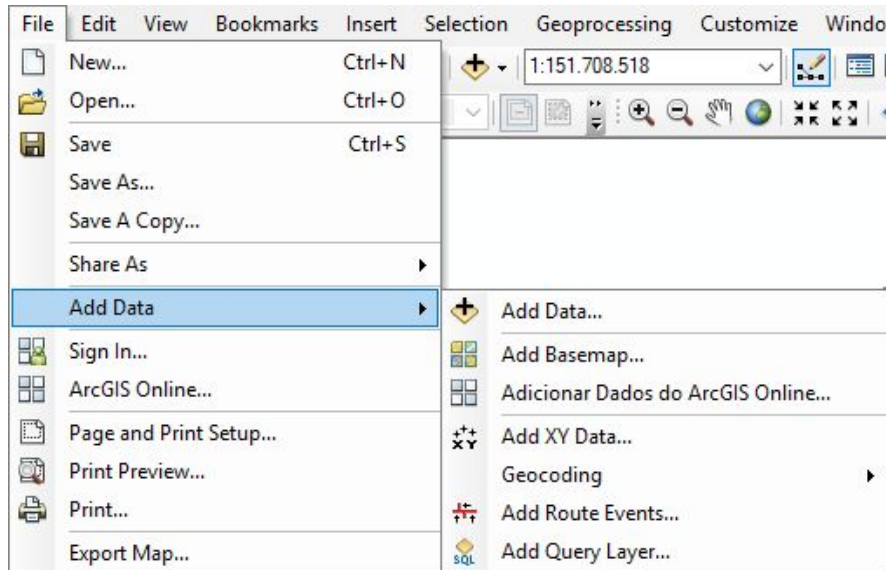 File Edit View Bookmarks Insert Selection Geoprocessing Customize Windo
New... Ctrl+N
1:151.708.518
Open... Ctrl+O
Save Ctrl+S
Save As...
Save A Copy...
Share As
Add Data
Sign In...
ArcGIS Online...
Page and Print Setup...
Print Preview...
Print...
Export Map...
Add Data...
Add Basemap...
Adicionar Dados do ArcGIS Online...
XY Add XY Data...
Geocoding
Add Route Events...
SQL Add Query Layer...